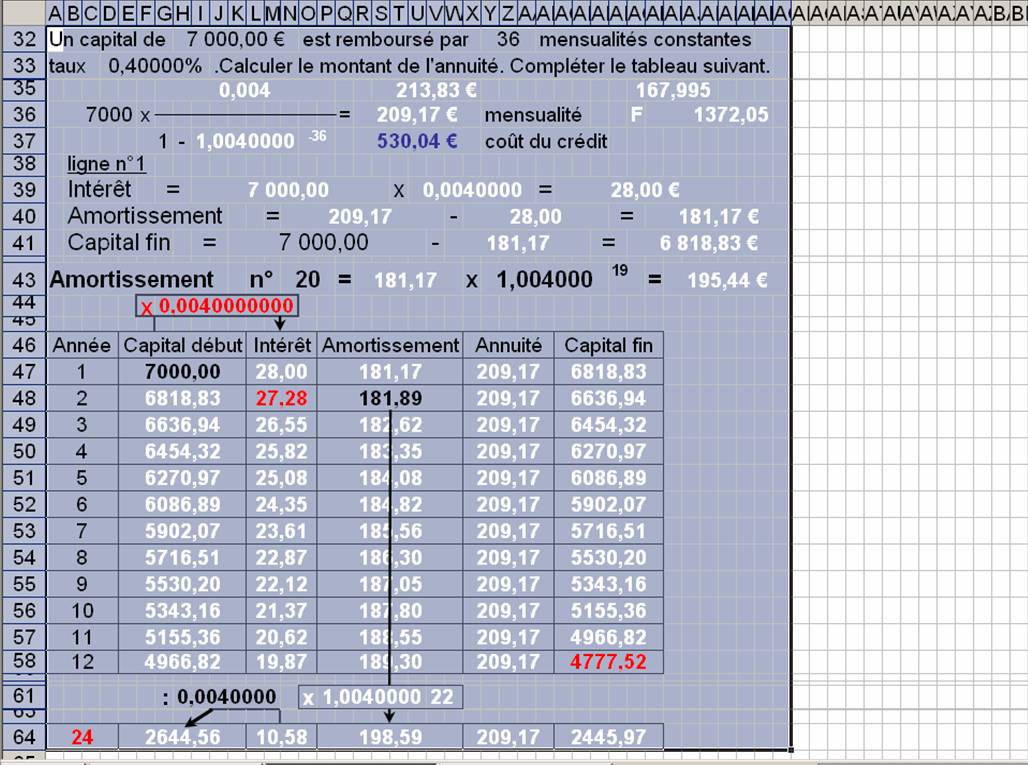 A B C D E F G H I J K L M N O P Q R S T U V W X Y Z
32 Un capital de 7 000,00 € est remboursé par 36 mensualités constantes
33 taux 0,40000% .Calculer le montant de l'annuité. Compléter le tableau suivant.
35 0,004 213,83 € 167,995
36 7000 x = 209,17 € mensualité F 1372,05
37 1 - 1,0040000 -36 530,04 € coût du crédit
38 ligne n°1
39 Intérêt = 7 000,00 x 0,0040000 = 28,00 €
40 Amortissement = 209,17 - 28,00 = 181,17 €
41 Capital fin = 7 000,00 - 181,17 = 6 818,83 €
43 Amortissement n° 20 = 181,17 x 1,004000 19 = 195,44 €
44 x 0,0040000000
45
46 Année Capital début Intérêt Amortissement Annuité Capital fin
47 1 7000,00 28,00 181,17 209,17 6818,83
48 2 6818,83 27,28 181,89 209,17 6636,94
49 3 6636,94 26,55 182,62 209,17 6454,32
50 4 6454,32 25,82 183,35 209,17 6270,97
51 5 6270,97 25,08 184,08 209,17 6086,89
52 6 6086,89 24,35 184,82 209,17 5902,07
53 7 5902,07 23,61 185,56 209,17 5716,51
54 8 5716,51 22,87 186,30 209,17 5530,20
55 9 5530,20 22,12 187,05 209,17 5343,16
56 10 5343,16 21,37 187,80 209,17 5155,36
57 11 5155,36 20,62 188,55 209,17 4966,82
58 12 4966,82 19,87 189,30 209,17 4777,52
61 : 0,0040000 x 1,0040000 22
63
64 24 2644,56 10,58 198,59 209,17 2445,97